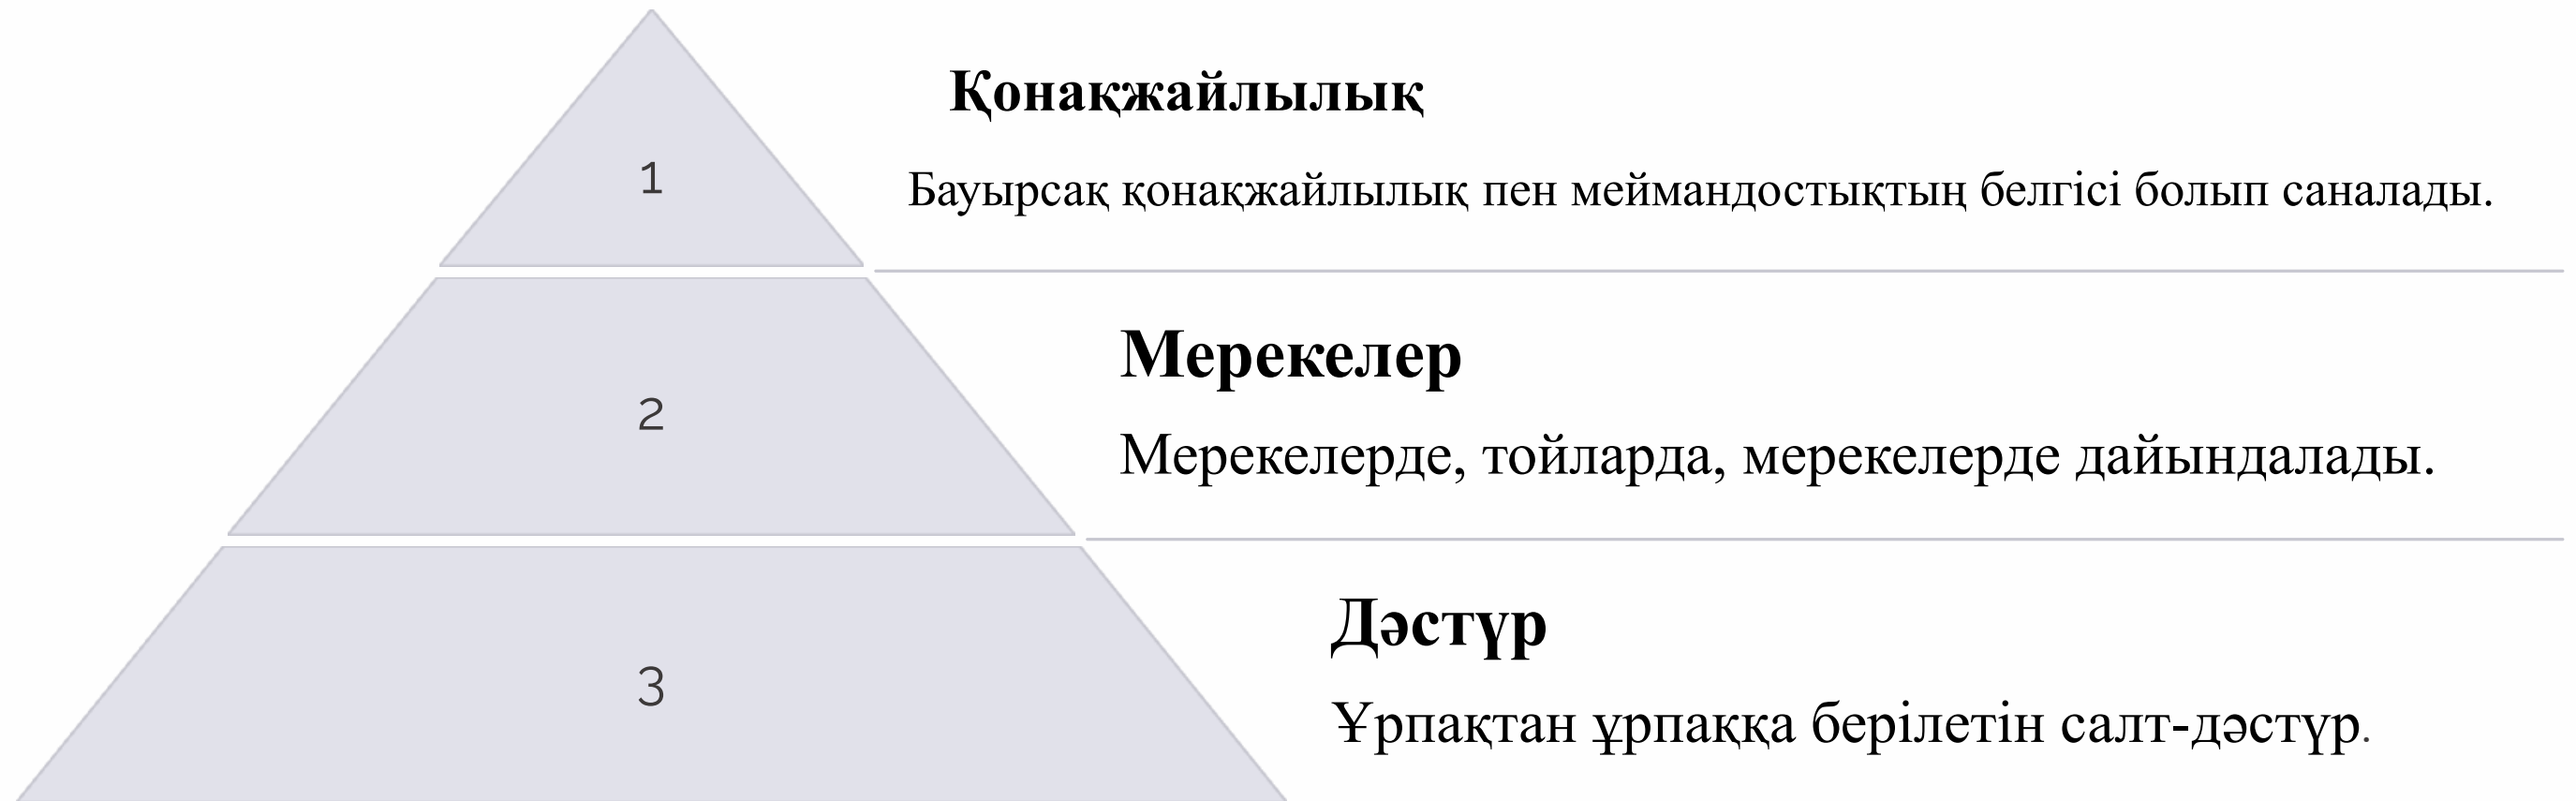 Қонақжайлылық
1
Бауырсақ қонақжайлылық пен меймандостықтың белгісі болып саналады.
Мерекелер
2
Мерекелерде, тойларда, мерекелерде дайындалады.
Дәстүр
3
Ұрпақтан ұрпаққа берілетін салт-дәстүр.